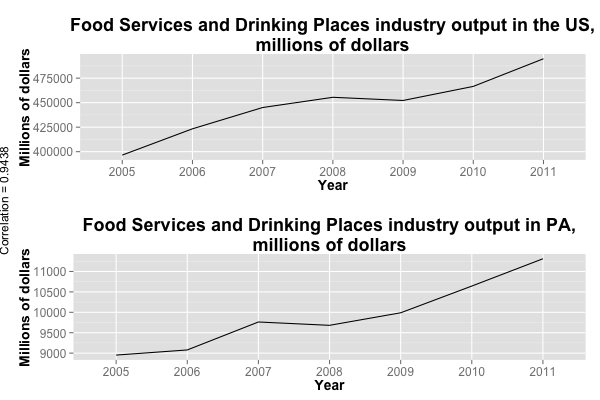 Food Services and Drinking Places industry output in the US,
millions of dollars
Millions of dollars
475000
450000
425000
400000
2005 2006 2007 2008 2009 2010 2011
Year
Correlation = 0.9438
Food Services and Drinking Places industry output in PA,
millions of dollars
Millions of dollars
11000
10500
10000
9500
9000
2005 2006 2007 2008 2009 2010 2011
Year